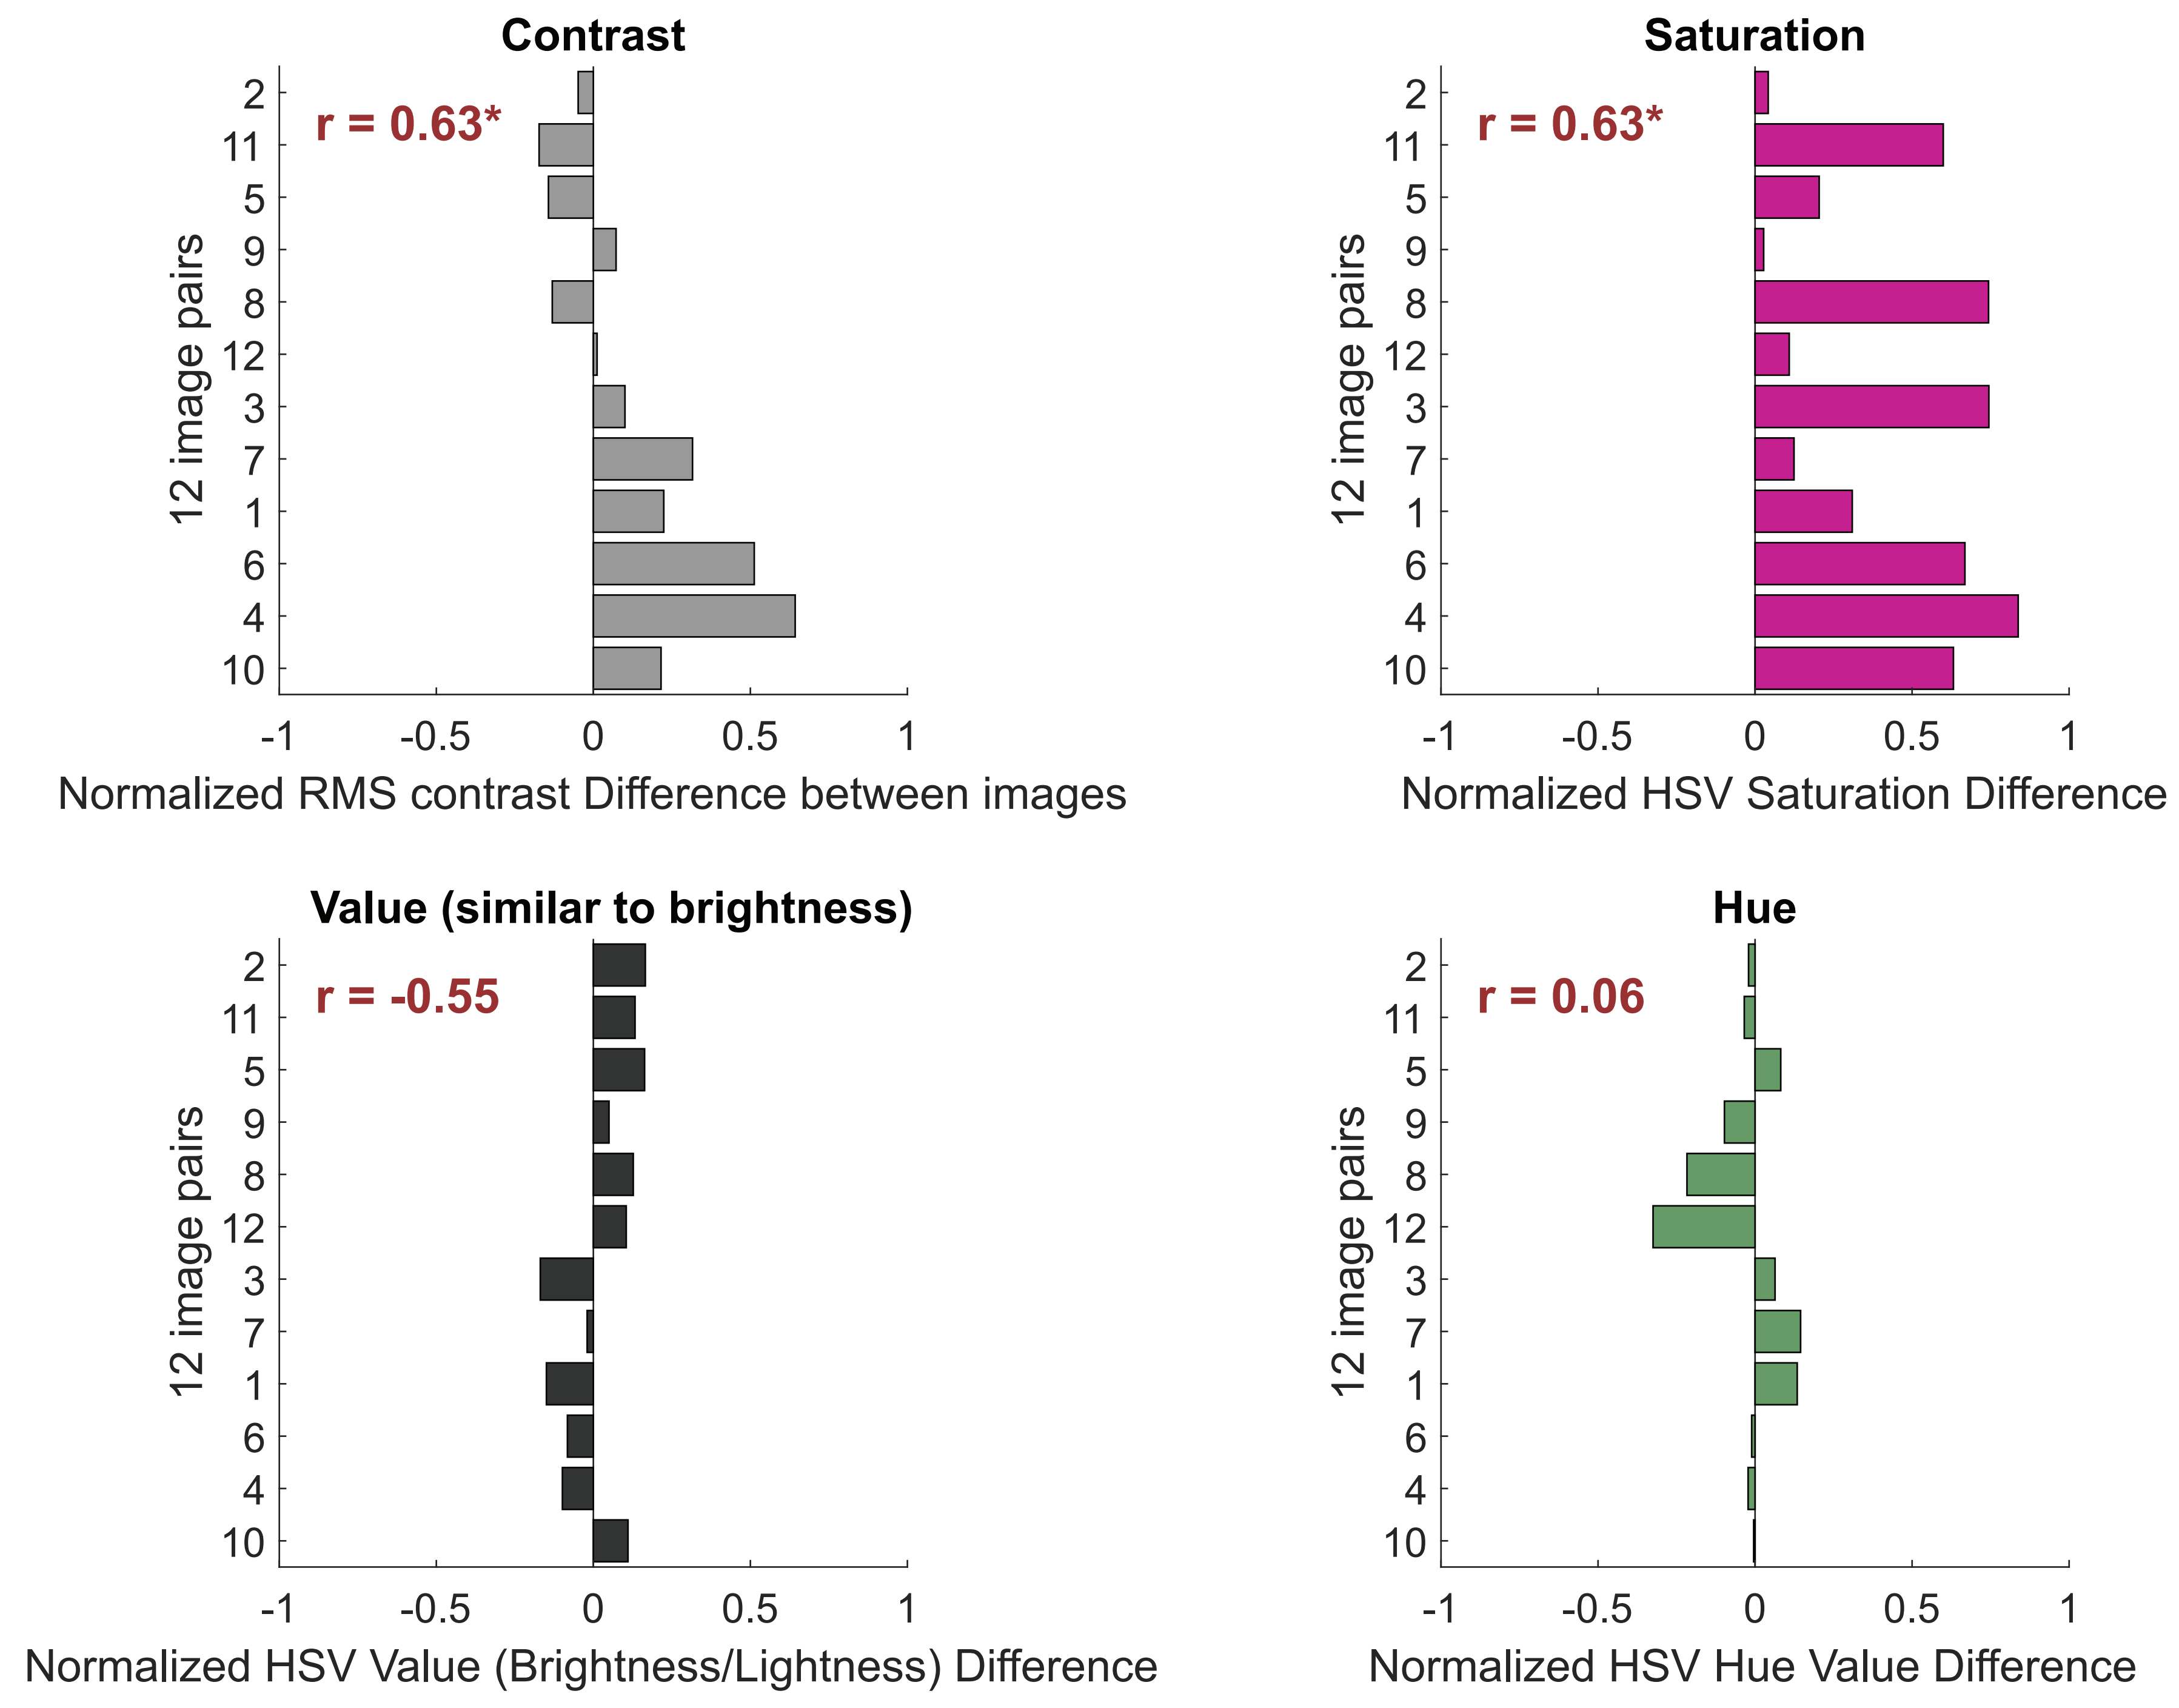 Contrast
r = 0.63*
12 image pairs
2
11
5
9
8
12
3
7
1
6
4
10
-1 -0.5 0 0.5 1
Normalized RMS contrast Difference between images
Saturation
r = 0.63*
12 image pairs
2
11
5
9
8
12
3
7
1
6
4
10
-1 -0.5 0 0.5 1
Normalized HSV Saturation Difference
Value (similar to brightness)
r = -0.55
12 image pairs
2
11
5
9
8
12
3
7
1
6
4
10
-1 -0.5 0 0.5 1
Normalized HSV Value (Brightness/Lightness) Difference
Hue
r = 0.06
12 image pairs
2
11
5
9
8
12
3
7
1
6
4
10
-1 -0.5 0 0.5 1
Normalized HSV Hue Value Difference